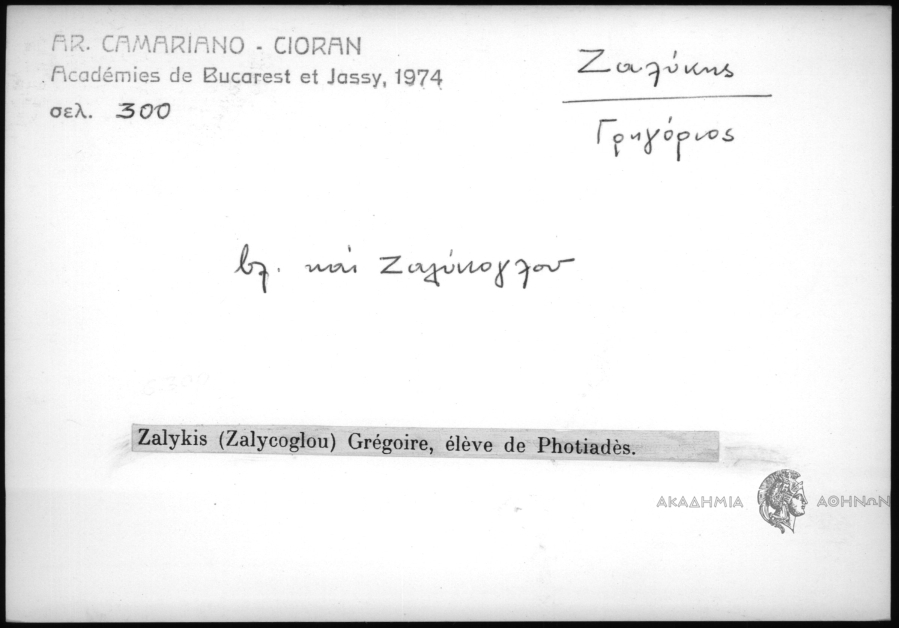 AR. CAMARIANO - CIORAN
Académies de Bucarest et Jassy, 1974
σελ. 300
Ζαλύκης
Γρηγόριος
βλ. καί Ζαλύκογλου
Zalykis (Zalycoglou) Grégoire, élève de Photiadès.
ΑΚΑΔΗΜΙΑ ΑΘΗΝΩΝ